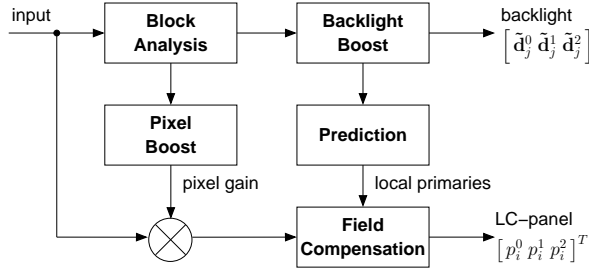 input
Block
Analysis
Backlight
Boost
backlight
[ d̃_j^0 d̃_j^1 d̃_j^2 ]
Pixel
Boost
Prediction
pixel gain
local primaries
Field
Compensation
LC−panel
[ p_i^0 p_i^1 p_i^2 ]^T